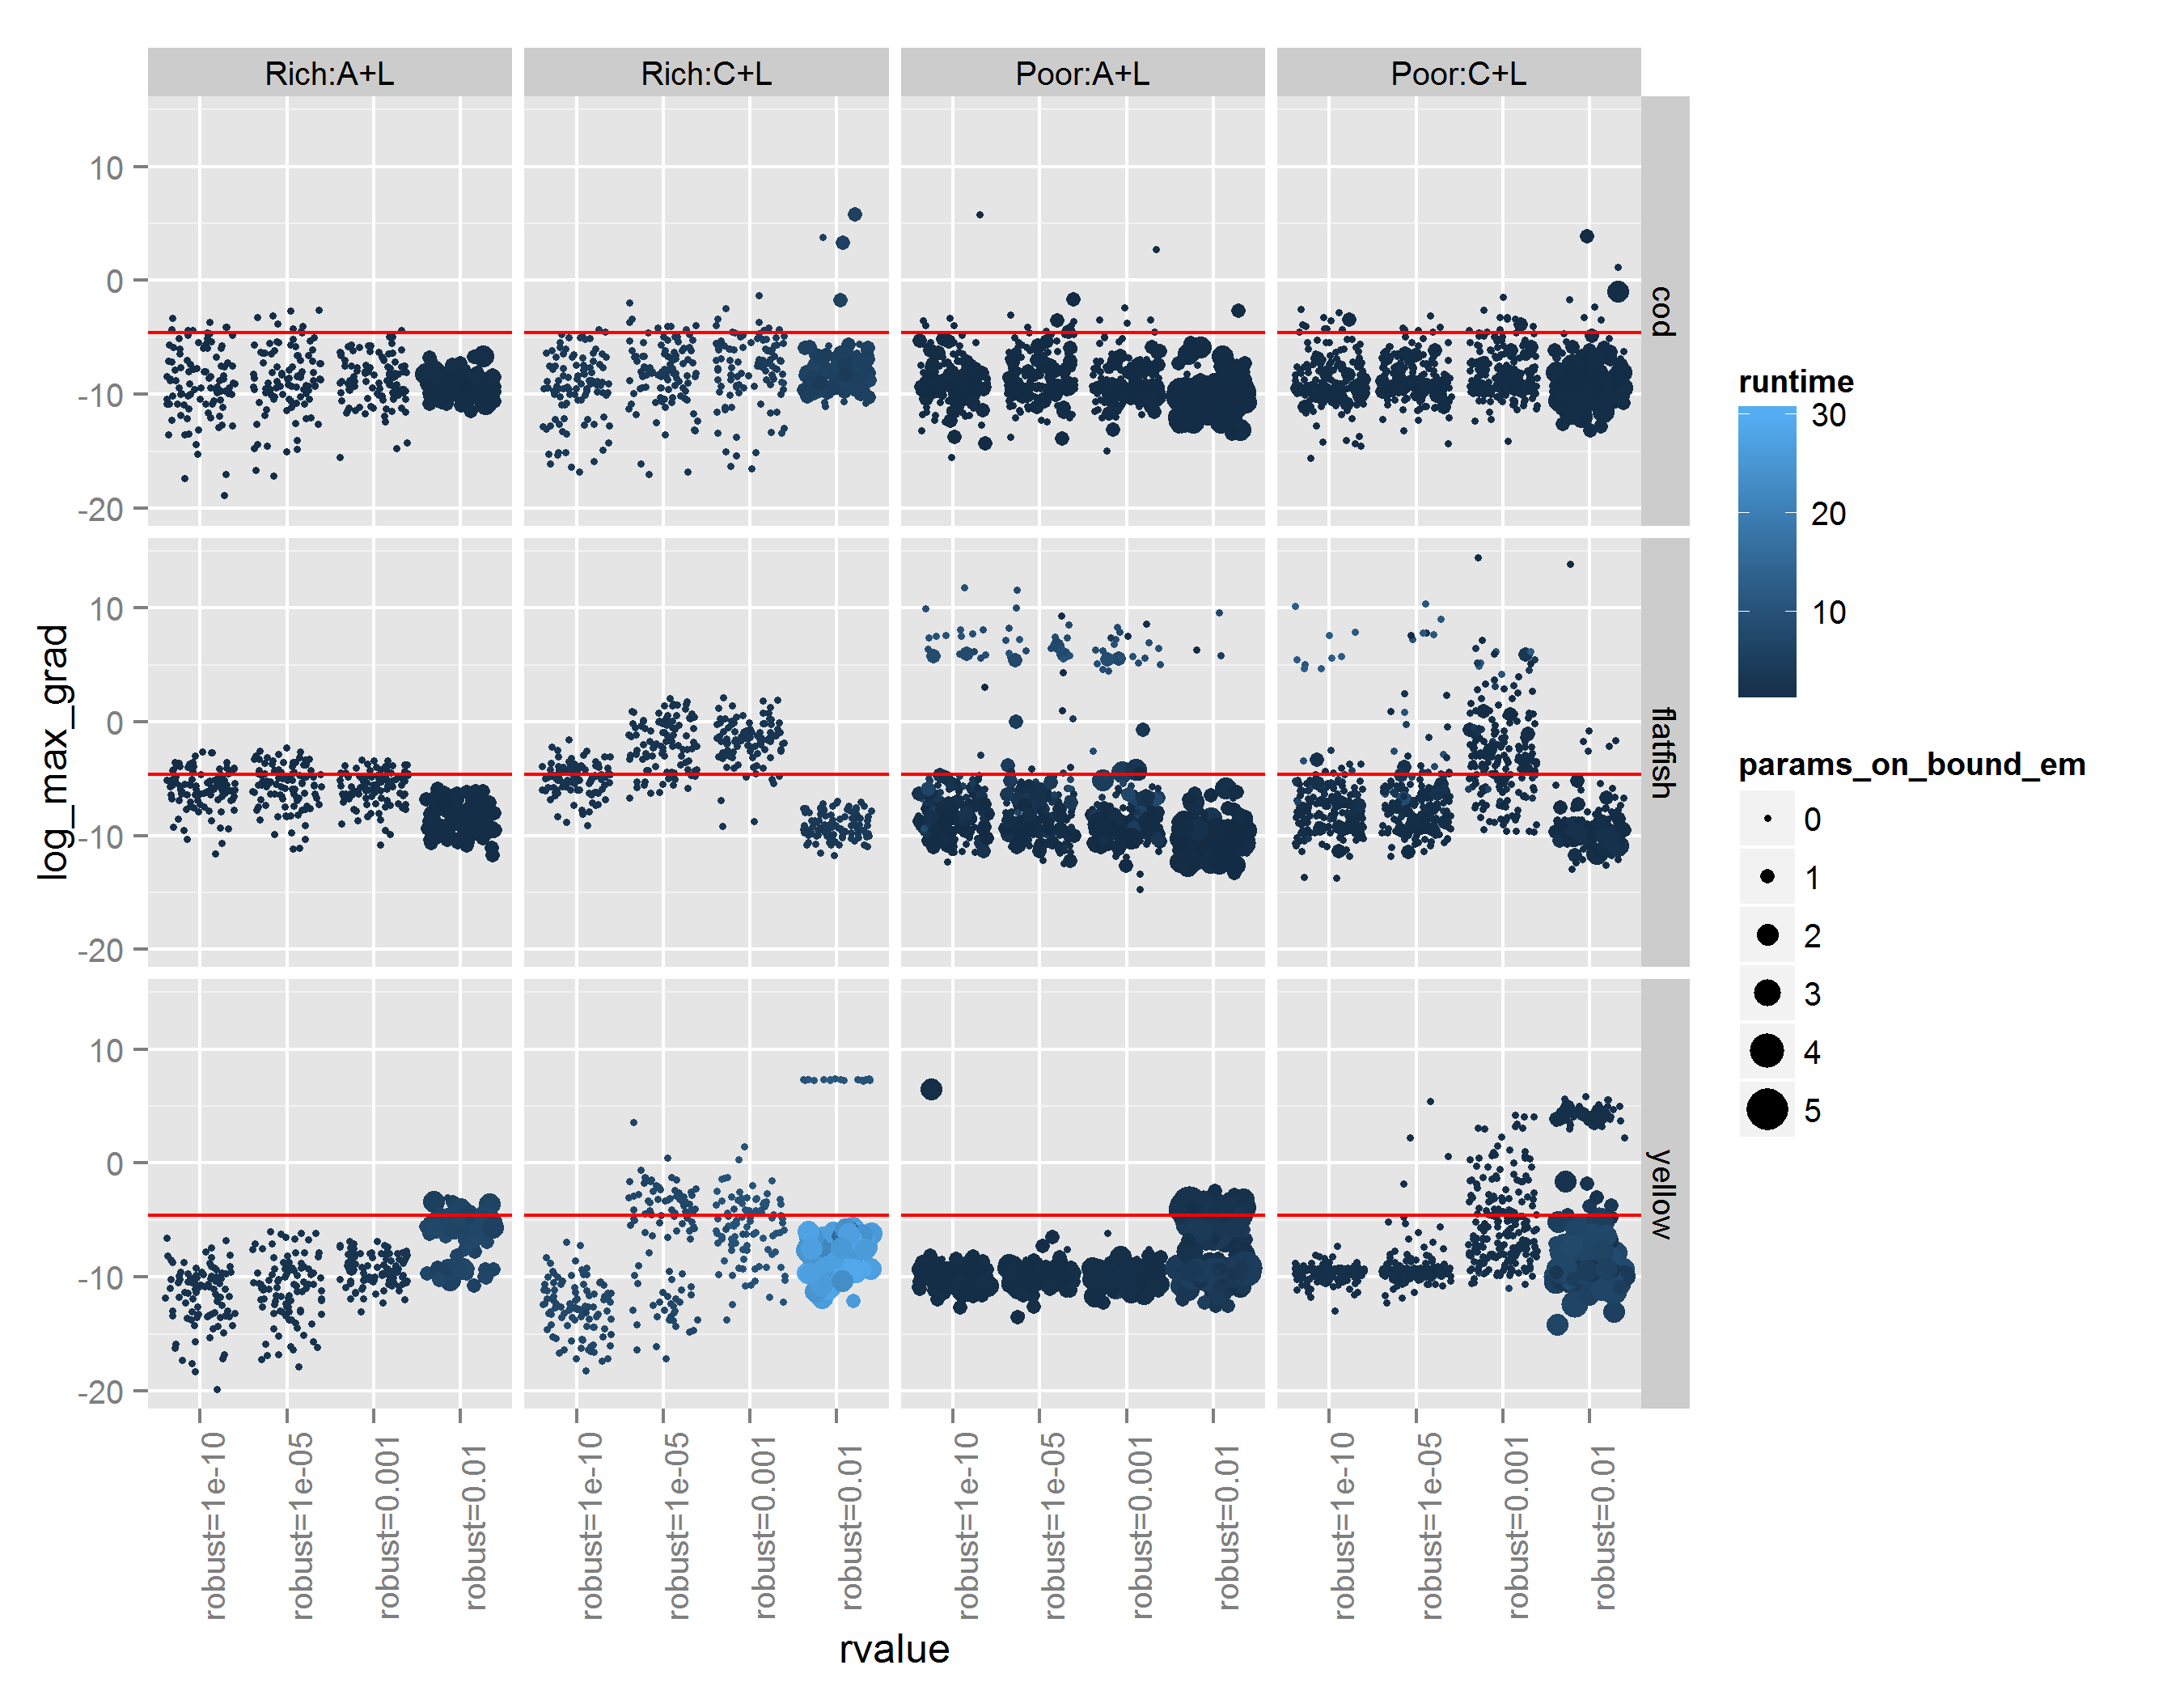 Rich:A+L Rich:C+L Poor:A+L Poor:C+L
10
0
-10
-20
cod
10
0
-10
-20
flatfish
10
0
-10
-20
yellow
log_max_grad
robust=1e-10 robust=1e-05 robust=0.001 robust=0.01 robust=1e-10 robust=1e-05 robust=0.001 robust=0.01 robust=1e-10 robust=1e-05 robust=0.001 robust=0.01 robust=1e-10 robust=1e-05 robust=0.001 robust=0.01
rvalue
runtime
30
20
10
params_on_bound_em
0
1
2
3
4
5